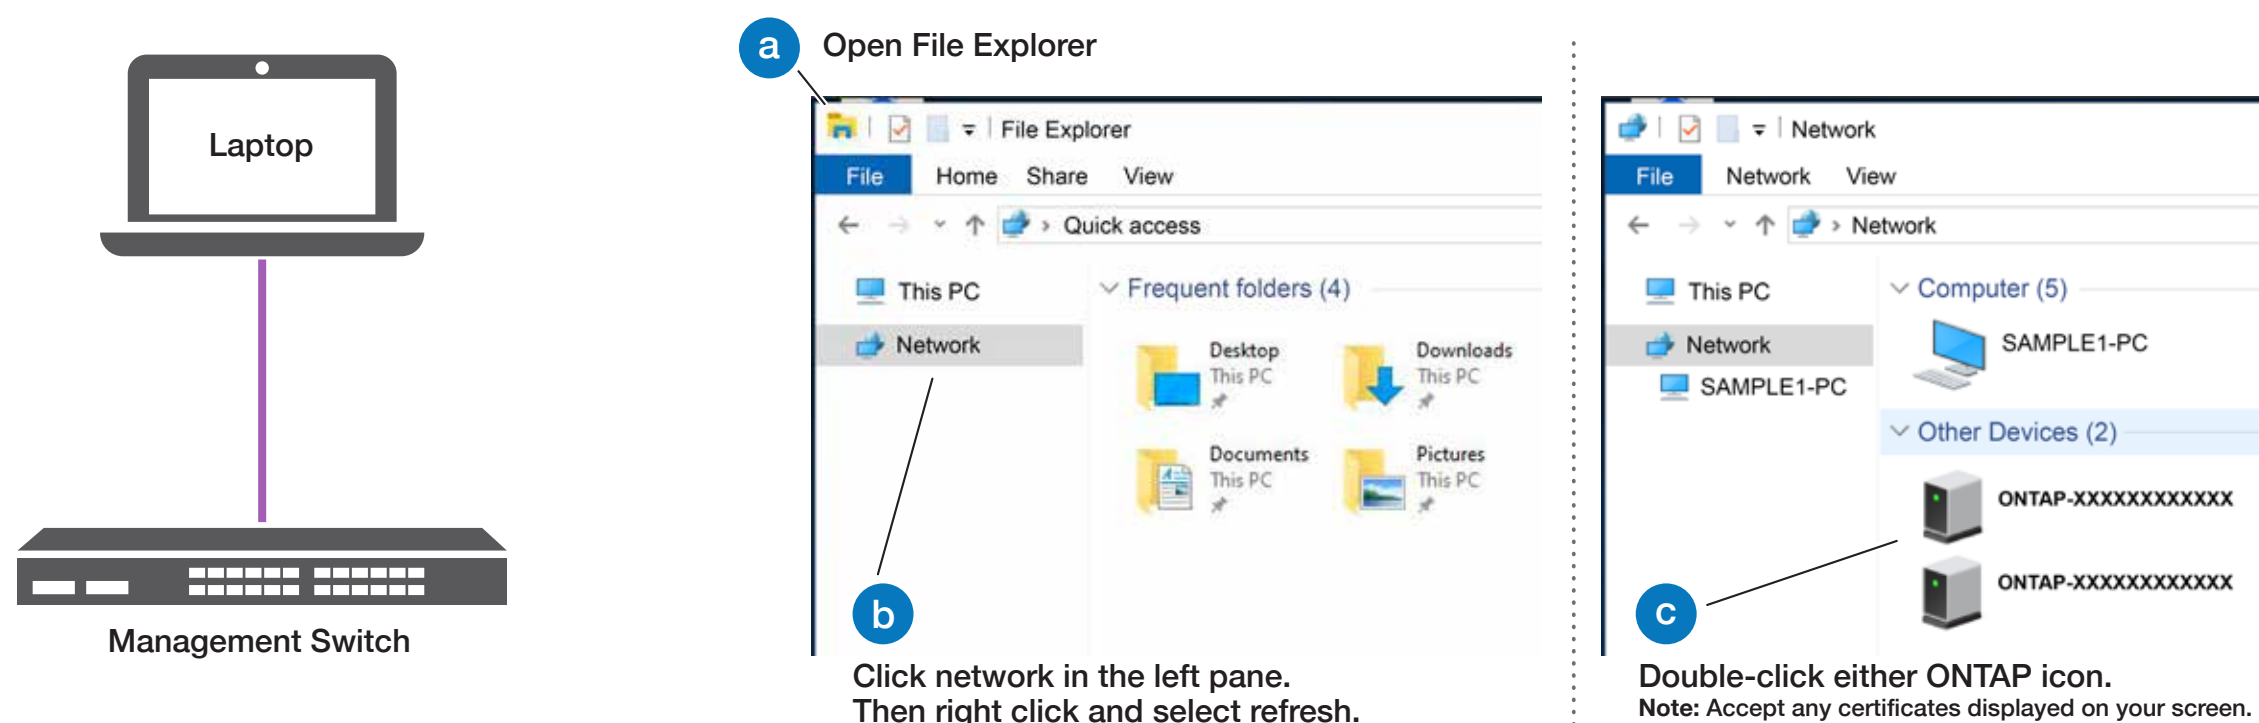 Laptop
Management Switch
a
Open File Explorer
File Explorer
File Home Share View
Quick access
This PC
Network
Frequent folders (4)
Desktop
This PC
Downloads
This PC
Documents
This PC
Pictures
This PC
b
Click network in the left pane.
Then right click and select refresh.
Network
File Network View
Network
This PC
Network
SAMPLE1-PC
Computer (5)
SAMPLE1-PC
Other Devices (2)
ONTAP-XXXXXXXXXXXX
ONTAP-XXXXXXXXXXXX
c
Double-click either ONTAP icon.
Note: Accept any certificates displayed on your screen.